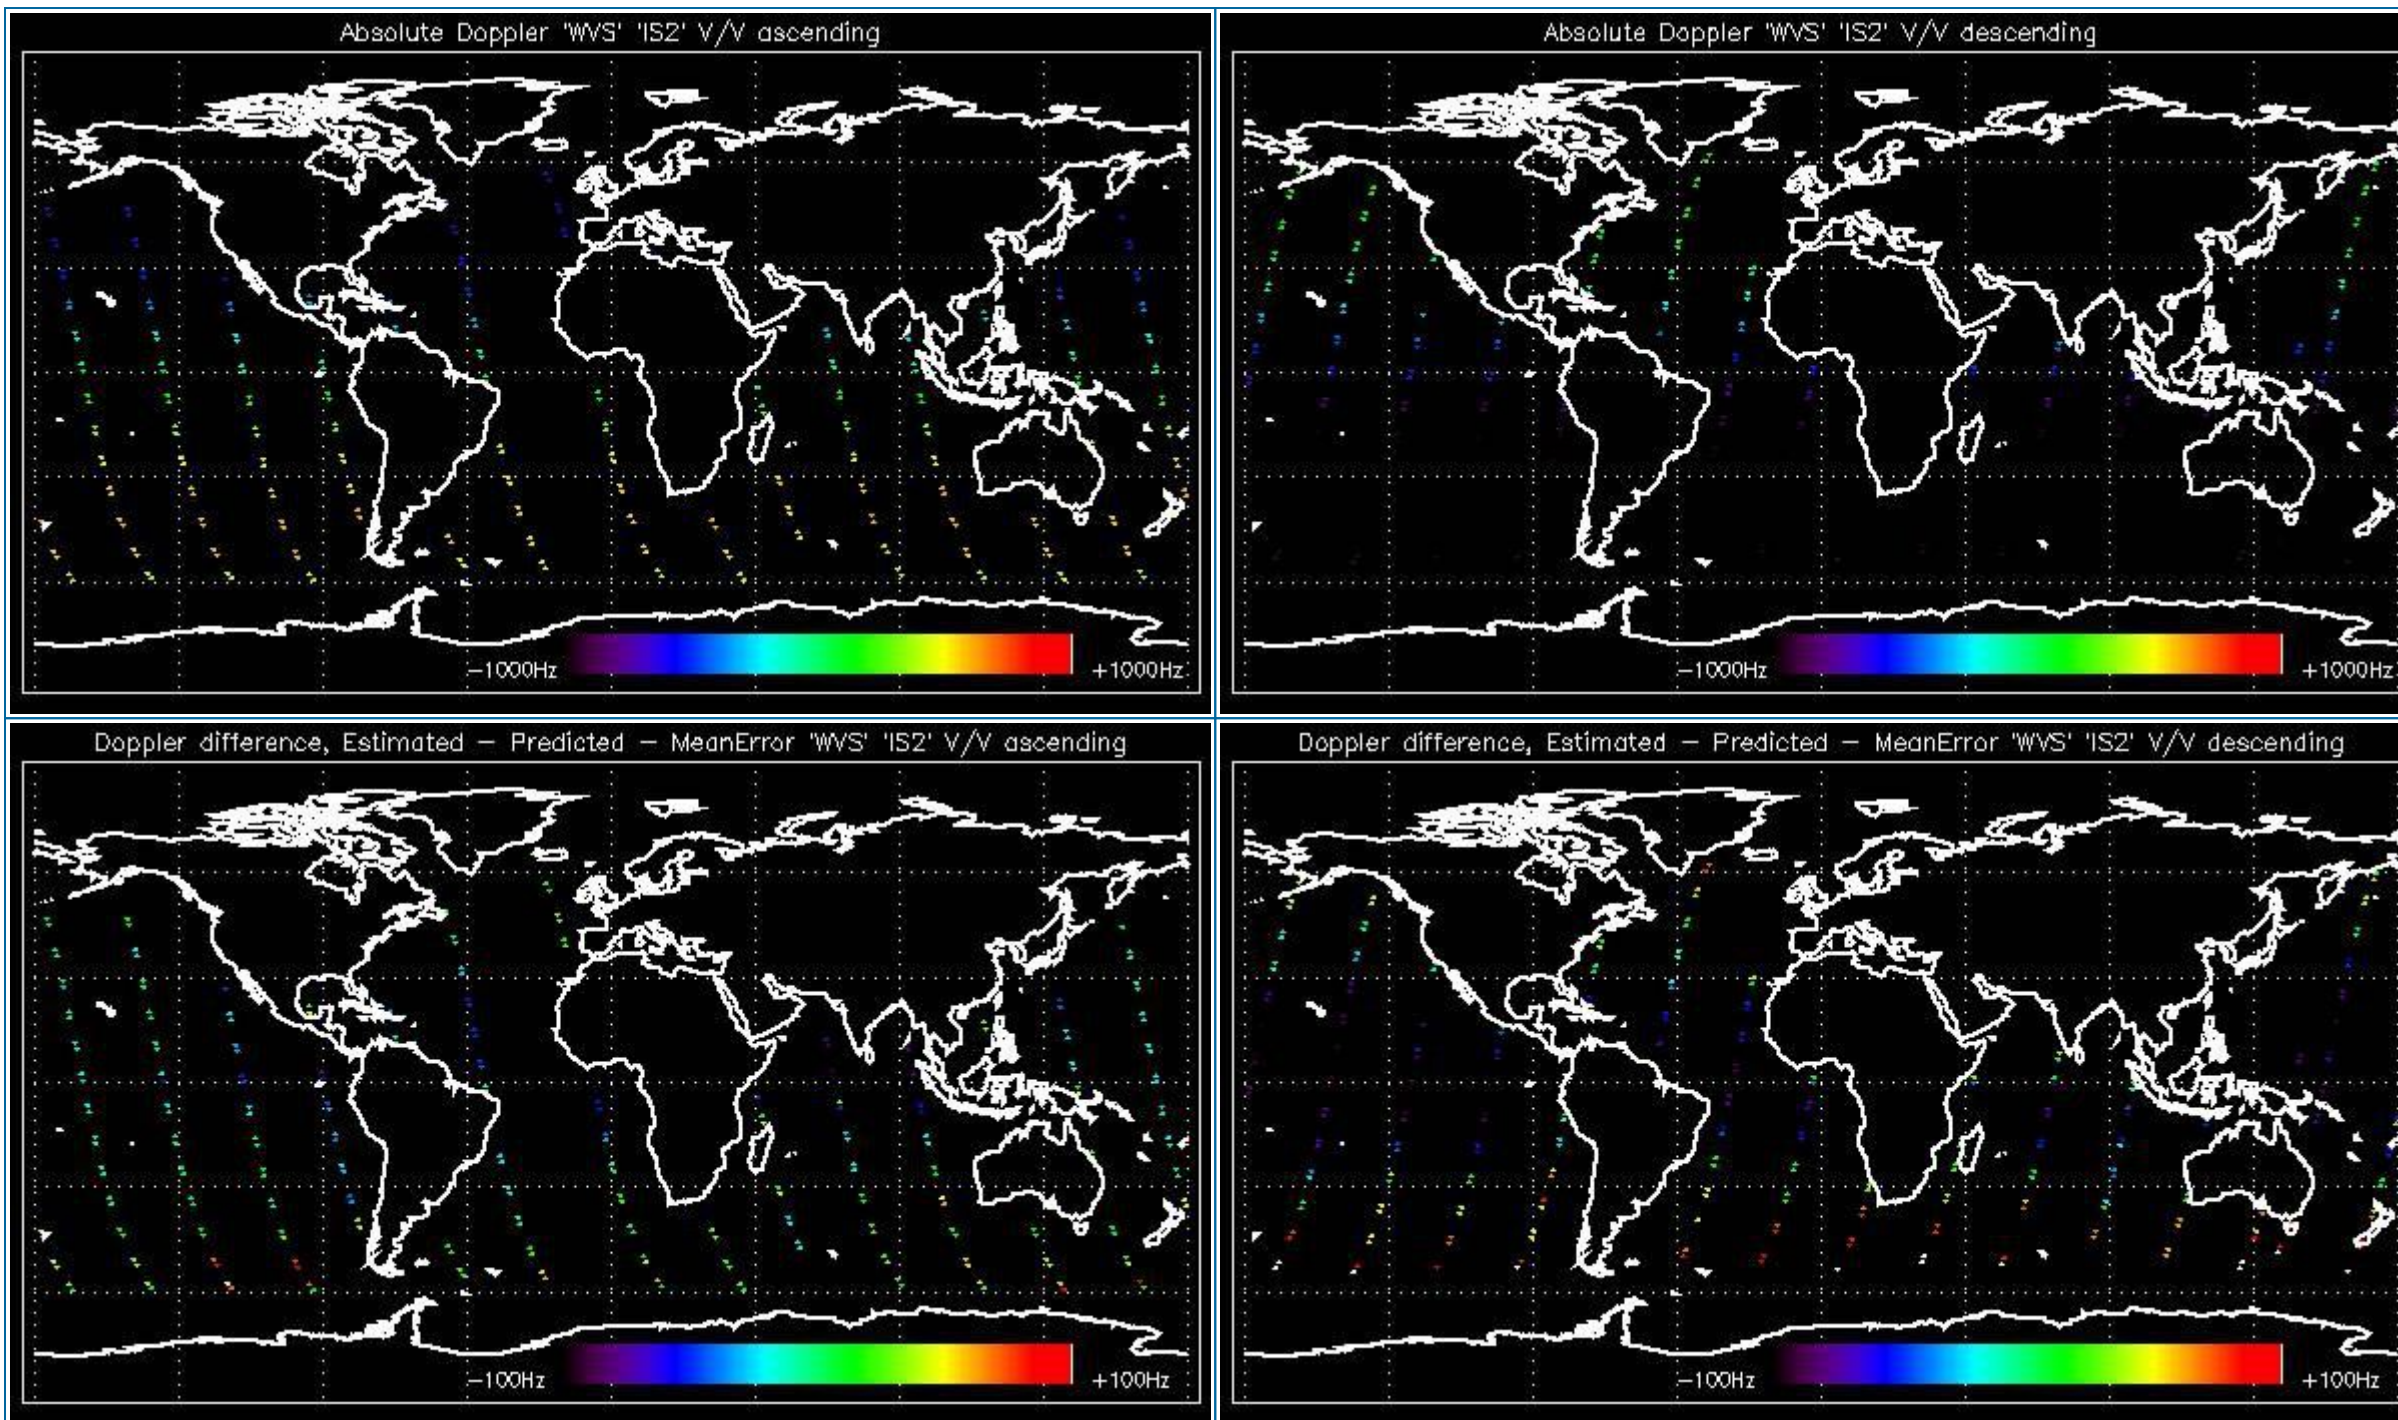 Absolute Doppler 'WVS' 'IS2' V/V ascending
-1000Hz
+1000Hz
Absolute Doppler 'WVS' 'IS2' V/V descending
-1000Hz
+1000Hz
Doppler difference, Estimated - Predicted - MeanError 'WVS' 'IS2' V/V ascending
-100Hz
+100Hz
Doppler difference, Estimated - Predicted - MeanError 'WVS' 'IS2' V/V descending
-100Hz
+100Hz